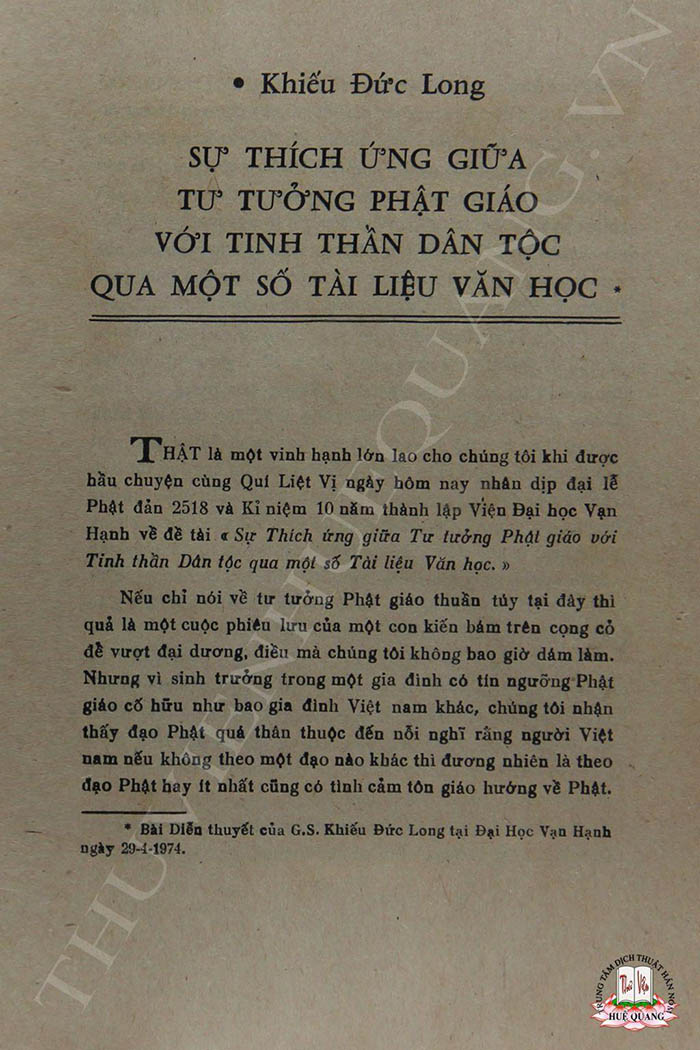 • Khiếu Đức Long
SỰ THÍCH ỨNG GIỮA
TƯ TƯỞNG PHẬT GIÁO
VỚI TINH THẦN DÂN TỘC
QUA MỘT SỐ TÀI LIỆU VĂN HỌC *
THẬT là một vinh hạnh lớn lao cho chúng tôi khi được
hầu chuyện cùng Quí Liệt Vị ngày hôm nay nhân dịp đại lễ
Phật đản 2518 và Kỉ niệm 10 năm thành lập Viện Đại học Vạn
Hạnh về đề tài « Sự Thích ứng giữa Tư tưởng Phật giáo với
Tinh thần Dân tộc qua một số Tài liệu Văn học. »
Nếu chỉ nói về tư tưởng Phật giáo thuần túy tại đây thì
quả là một cuộc phiêu lưu của một con kiến bám trên cọng cỏ
để vượt đại dương, điều mà chúng tôi không bao giờ dám làm.
Nhưng vì sinh trưởng trong một gia đình có tín ngưỡng Phật
giáo cố hữu như bao gia đình Việt nam khác, chúng tôi nhận
thấy đạo Phật quá thân thuộc đến nỗi nghĩ rằng người Việt
nam nếu không theo một đạo nào khác thì đương nhiên là theo
đạo Phật hay ít nhất cũng có tình cảm tôn giáo hướng về Phật.
* Bài Diễn thuyết của G.S. Khiếu Đức Long tại Đại Học Vạn Hạnh
ngày 29-4-1974.
THUVIENHUEQUANG.VN
TRUNG TÂM DỊCH THUẬT HÁN NÔM
Thư Viện
HUỆ QUANG